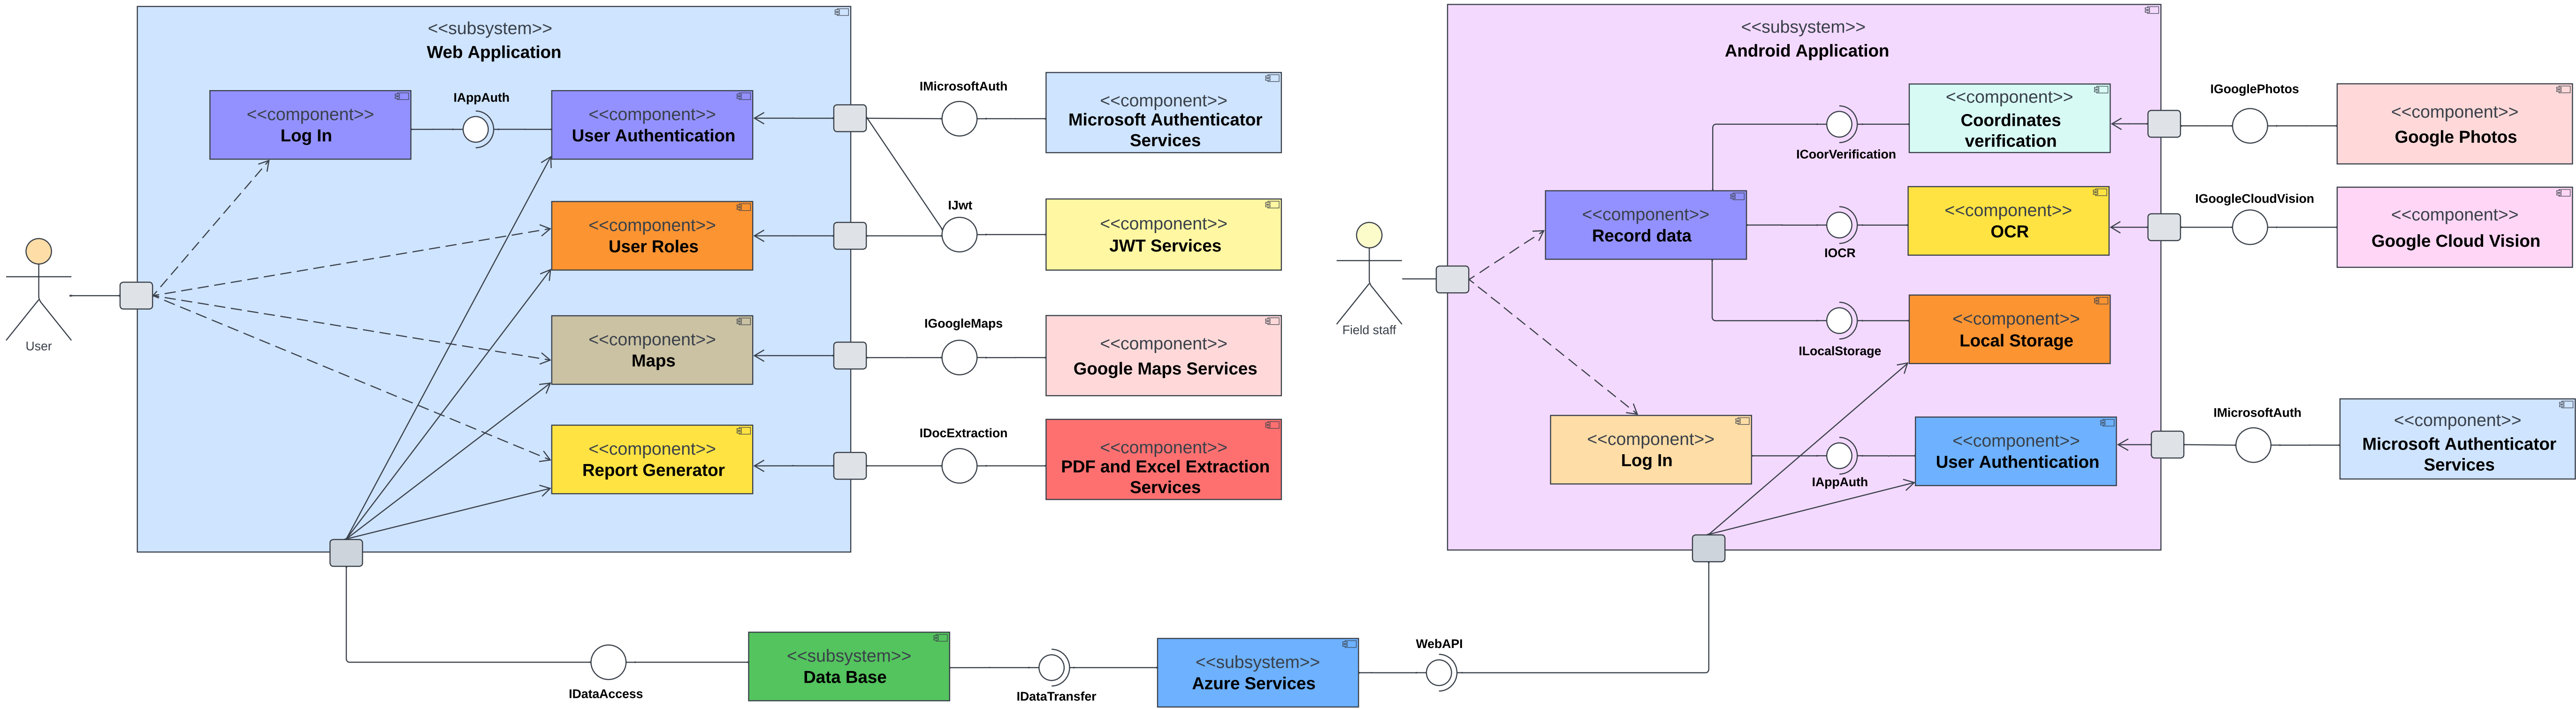 <<subsystem>>
Web Application
<<component>>
Log In
IAppAuth
<<component>>
User Authentication
<<component>>
User Roles
<<component>>
Maps
<<component>>
Report Generator
User
IMicrosoftAuth
<<component>>
Microsoft Authenticator
Services
IJwt
<<component>>
JWT Services
IGoogleMaps
<<component>>
Google Maps Services
IDocExtraction
<<component>>
PDF and Excel Extraction
Services
<<subsystem>>
Android Application
<<component>>
Coordinates
verification
ICoorVerification
<<component>>
Record data
IOCR
<<component>>
OCR
ILocalStorage
<<component>>
Local Storage
<<component>>
Log In
IAppAuth
<<component>>
User Authentication
Field staff
IGooglePhotos
<<component>>
Google Photos
IGoogleCloudVision
<<component>>
Google Cloud Vision
IMicrosoftAuth
<<component>>
Microsoft Authenticator
Services
IDataAccess
<<subsystem>>
Data Base
IDataTransfer
<<subsystem>>
Azure Services
WebAPI